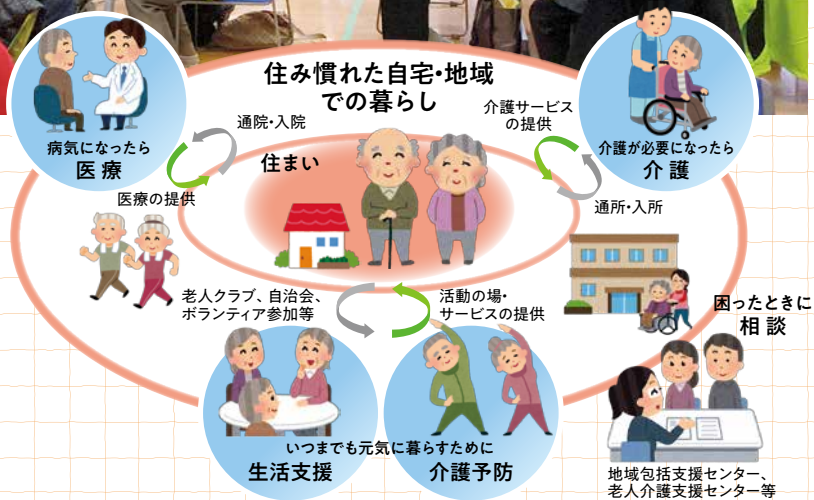 住み慣れた自宅・地域
での暮らし
病気になったら
医療
通院・入院
医療の提供
住まい
介護サービス
の提供
介護が必要になったら
介護
通所・入所
老人クラブ、自治会、
ボランティア参加等
活動の場・
サービスの提供
困ったときに
相談
いつまでも元気に暮らすために
生活支援
介護予防
地域包括支援センター、
老人介護支援センター等